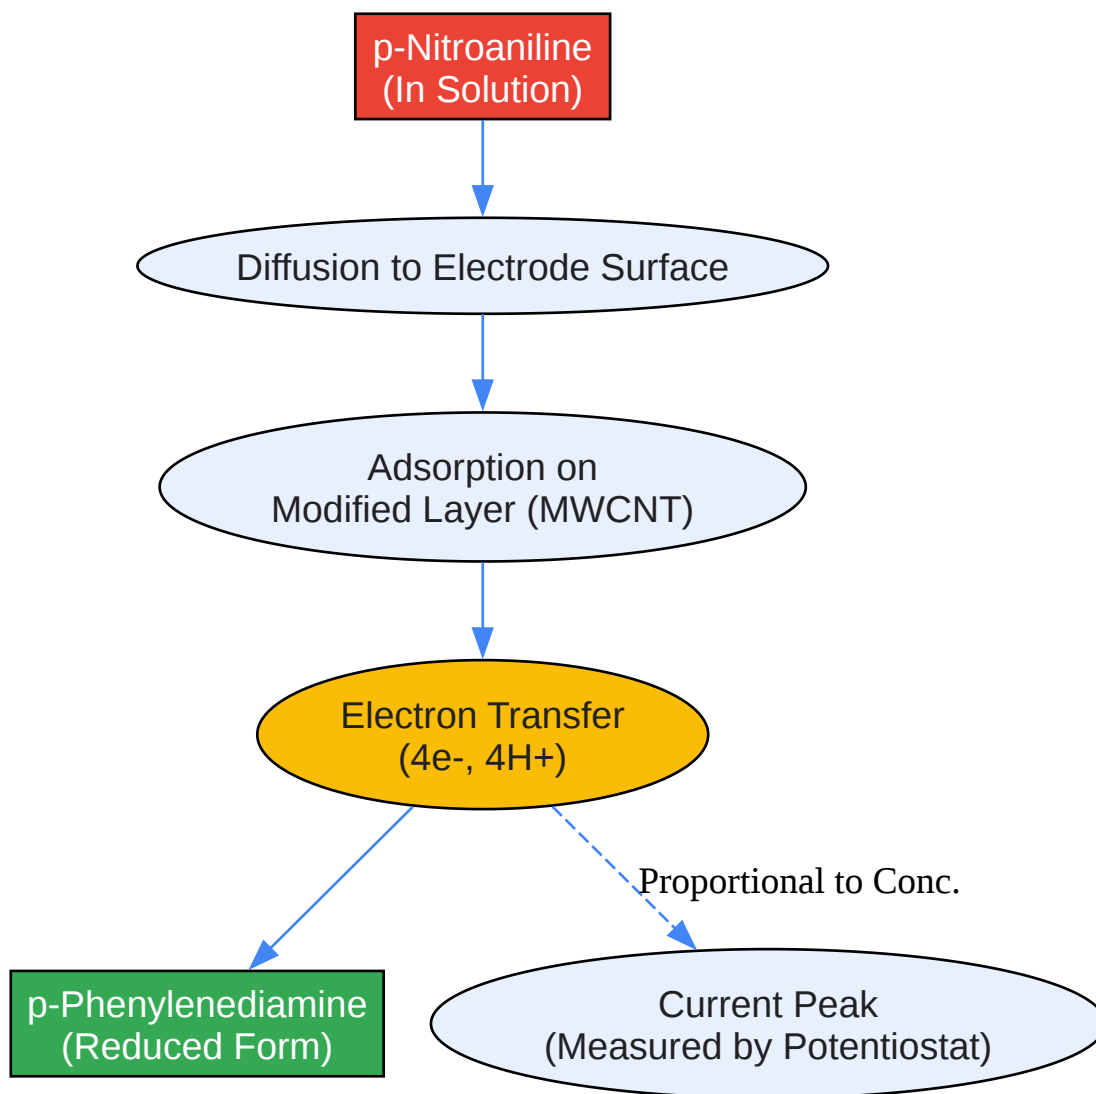 p-Nitroaniline
(In Solution)
Diffusion to Electrode Surface
Adsorption on
Modified Layer (MWCNT)
Electron Transfer
(4e-, 4H+)
Proportional to Conc.
p-Phenylenediamine
(Reduced Form)
Current Peak
(Measured by Potentiostat)